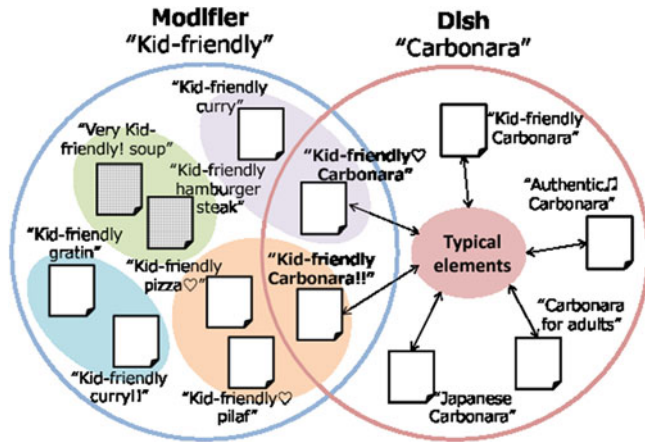 Modifier
"Kid-friendly"
Dish
"Carbonara"
"Kid-friendly
curry"
"Very Kid-
friendly! soup"
"Kid-friendly
hamburger
steak"
"Kid-friendly♡
Carbonara"
"Kid-friendly
Carbonara"
"Authentic♫
Carbonara"
"Kid-friendly
gratin"
"Kid-friendly
pizza♡"
"Kid-friendly
Carbonara!!"
Typical
elements
"Carbonara
for adults"
"Kid-friendly
curry!!"
"Kid-friendly♡
pilaf"
"Japanese
Carbonara"